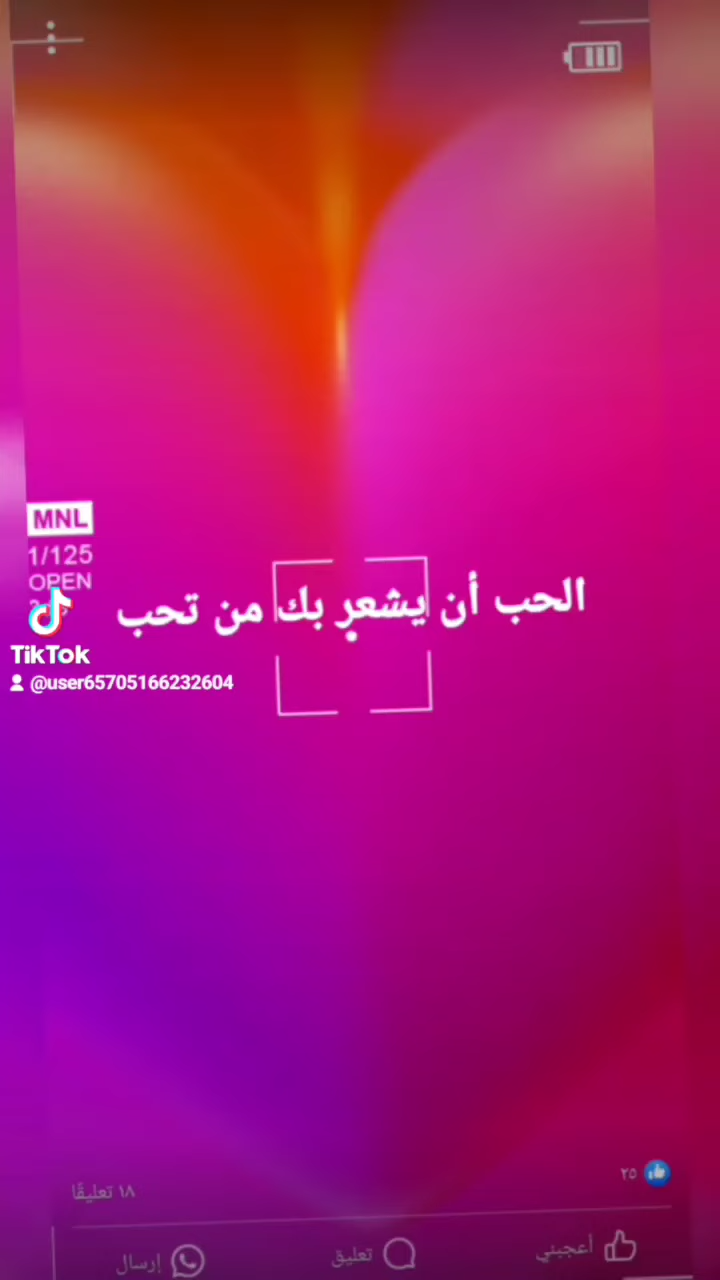 MNL
1/125
OPEN
الحب أن يشعر بك من تحب
TikTok
@user65705166232604
٢٥
١٨ تعليقًا
أعجبني
تعليق
إرسال